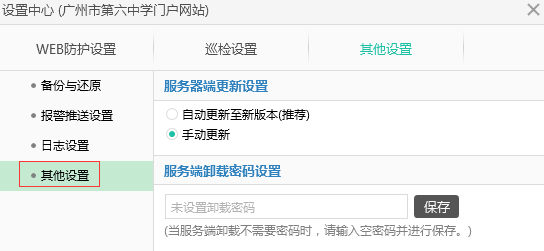 设置中心 (广州市第六中学门户网站)
WEB防护设置 巡检设置 其他设置
备份与还原
报警推送设置
日志设置
其他设置
服务器端更新设置
自动更新至新版本(推荐)
手动更新
服务端卸载密码设置
未设置卸载密码 保存
(当服务端卸载不需要密码时，请输入空密码并进行保存。)